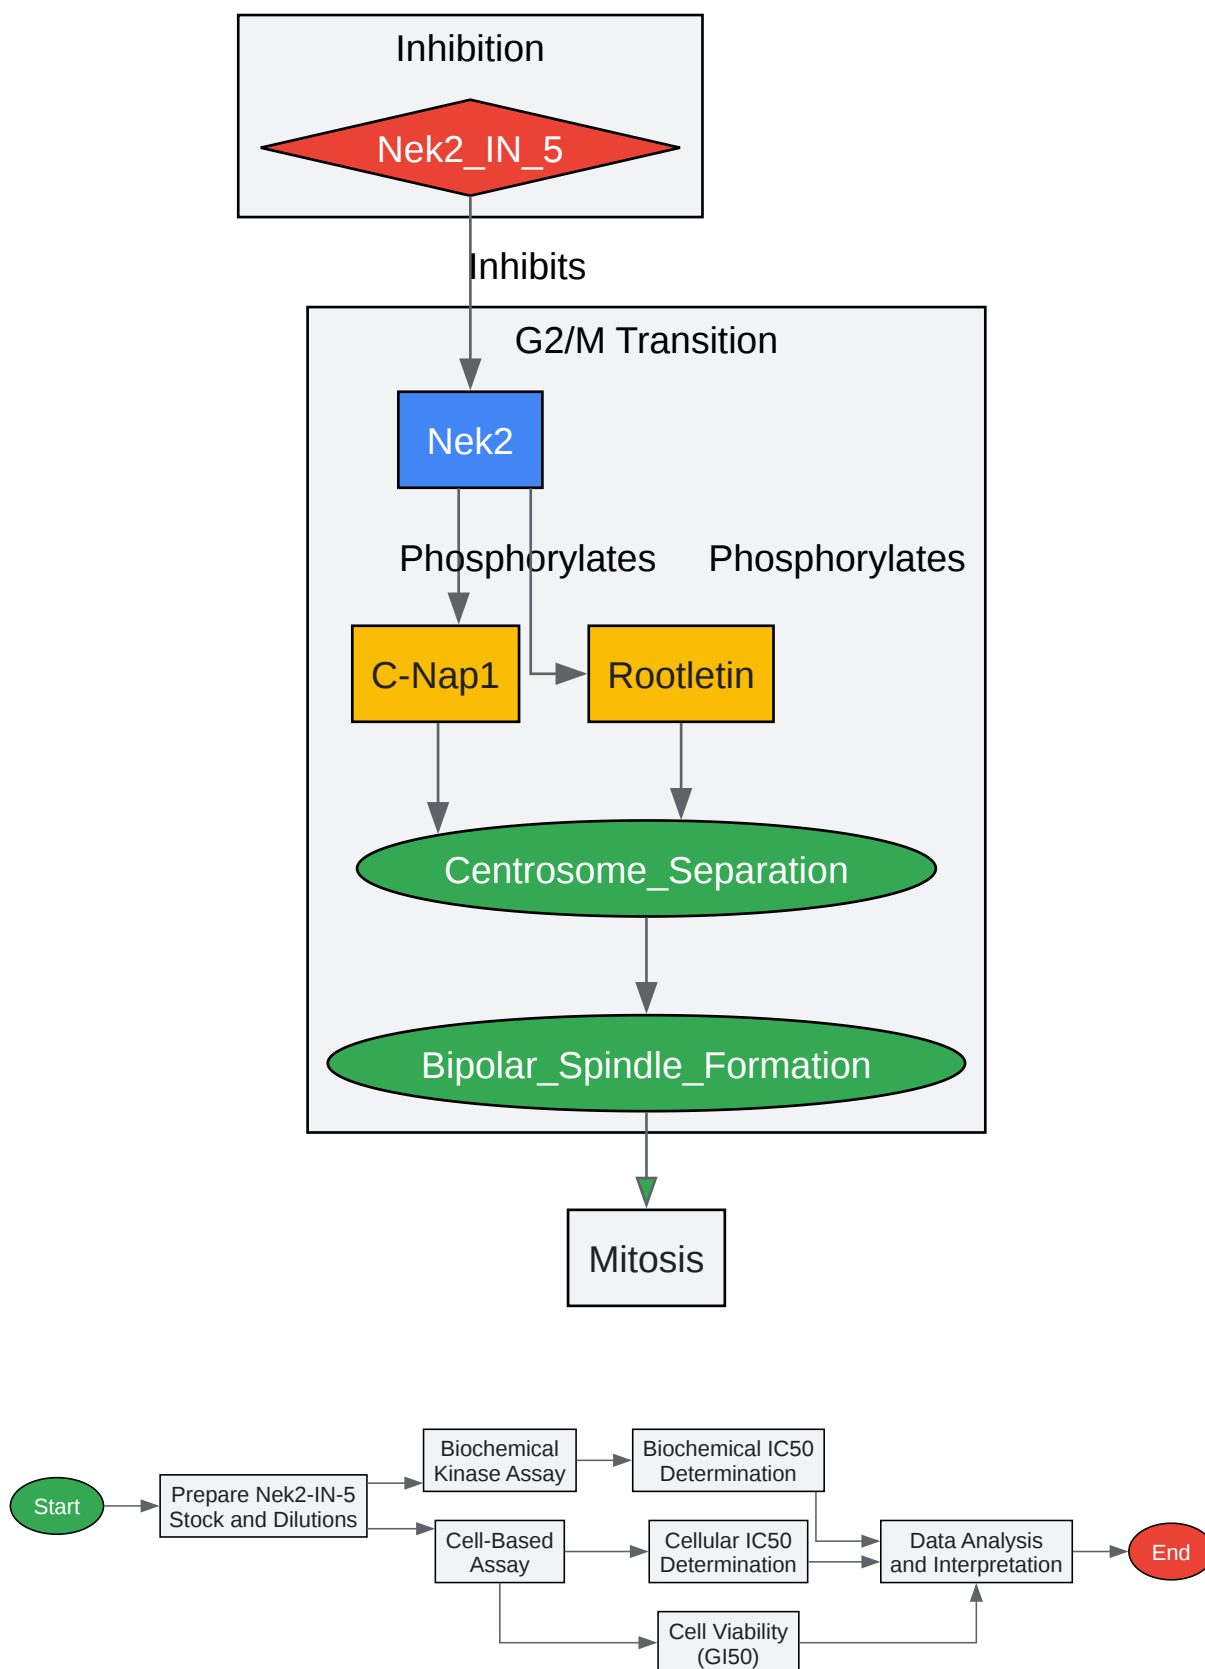 Inhibition
Nek2_IN_5
Inhibits
G2/M Transition
Nek2
Phosphorylates
Phosphorylates
C-Nap1
Rootletin
Centrosome_Separation
Bipolar_Spindle_Formation
Mitosis
Start
Prepare Nek2-IN-5
Stock and Dilutions
Biochemical
Kinase Assay
Biochemical IC50
Determination
Cell-Based
Assay
Cellular IC50
Determination
Cell Viability
(GI50)
Data Analysis
and Interpretation
End